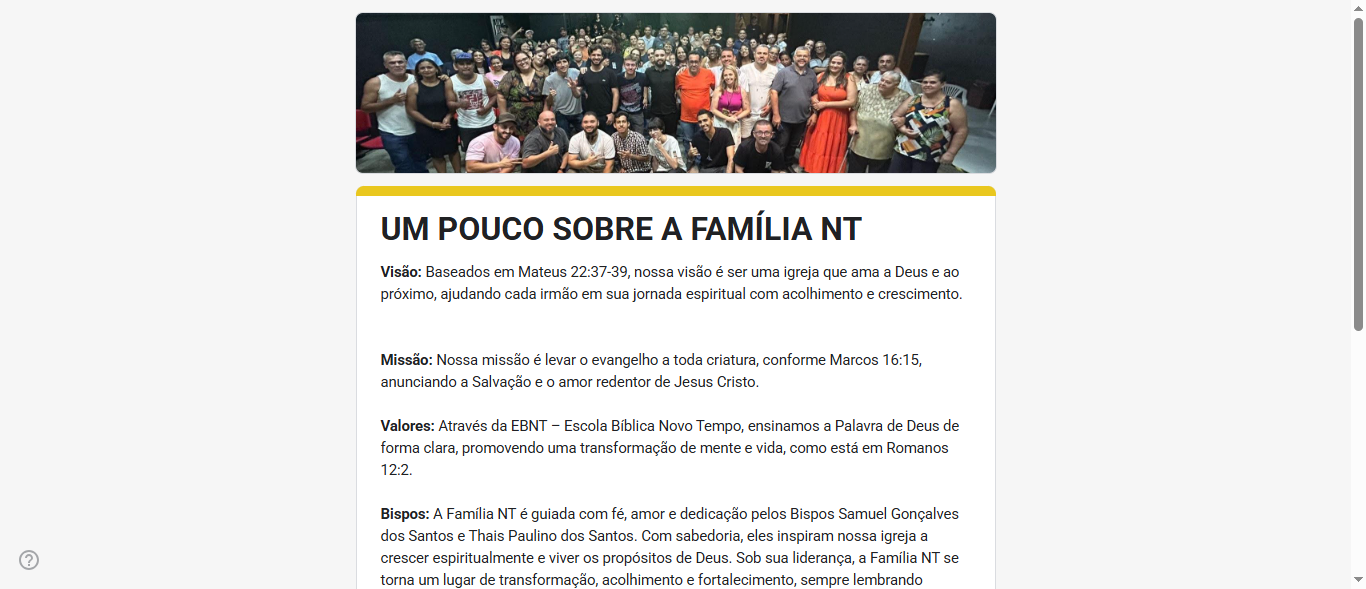 UM POUCO SOBRE A FAMÍLIA NT
Visão: Baseados em Mateus 22:37-39, nossa visão é ser uma igreja que ama a Deus e ao
próximo, ajudando cada irmão em sua jornada espiritual com acolhimento e crescimento.
Missão: Nossa missão é levar o evangelho a toda criatura, conforme Marcos 16:15,
anunciando a Salvação e o amor redentor de Jesus Cristo.
Valores: Através da EBNT – Escola Bíblica Novo Tempo, ensinamos a Palavra de Deus de
forma clara, promovendo uma transformação de mente e vida, como está em Romanos
12:2.
Bispos: A Família NT é guiada com fé, amor e dedicação pelos Bispos Samuel Gonçalves
dos Santos e Thais Paulino dos Santos. Com sabedoria, eles inspiram nossa igreja a
crescer espiritualmente e viver os propósitos de Deus. Sob sua liderança, a Família NT se
torna um lugar de transformação, acolhimento e fortalecimento, sempre lembrando